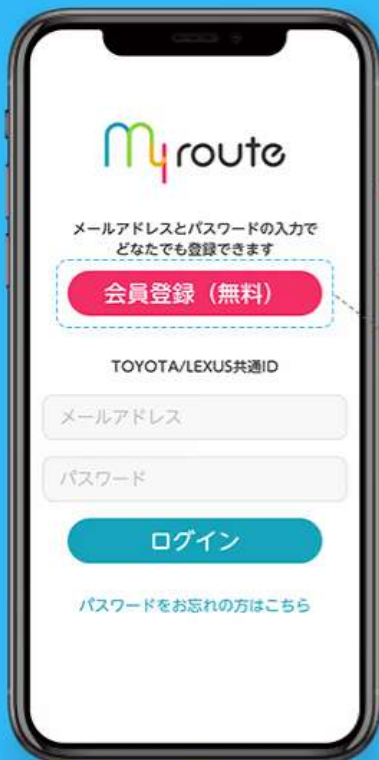 My route
メールアドレスとパスワードの入力で
どなたでも登録できます
会員登録（無料）
TOYOTA/LEXUS共通ID
メールアドレス
パスワード
ログイン
パスワードをお忘れの方はこちら